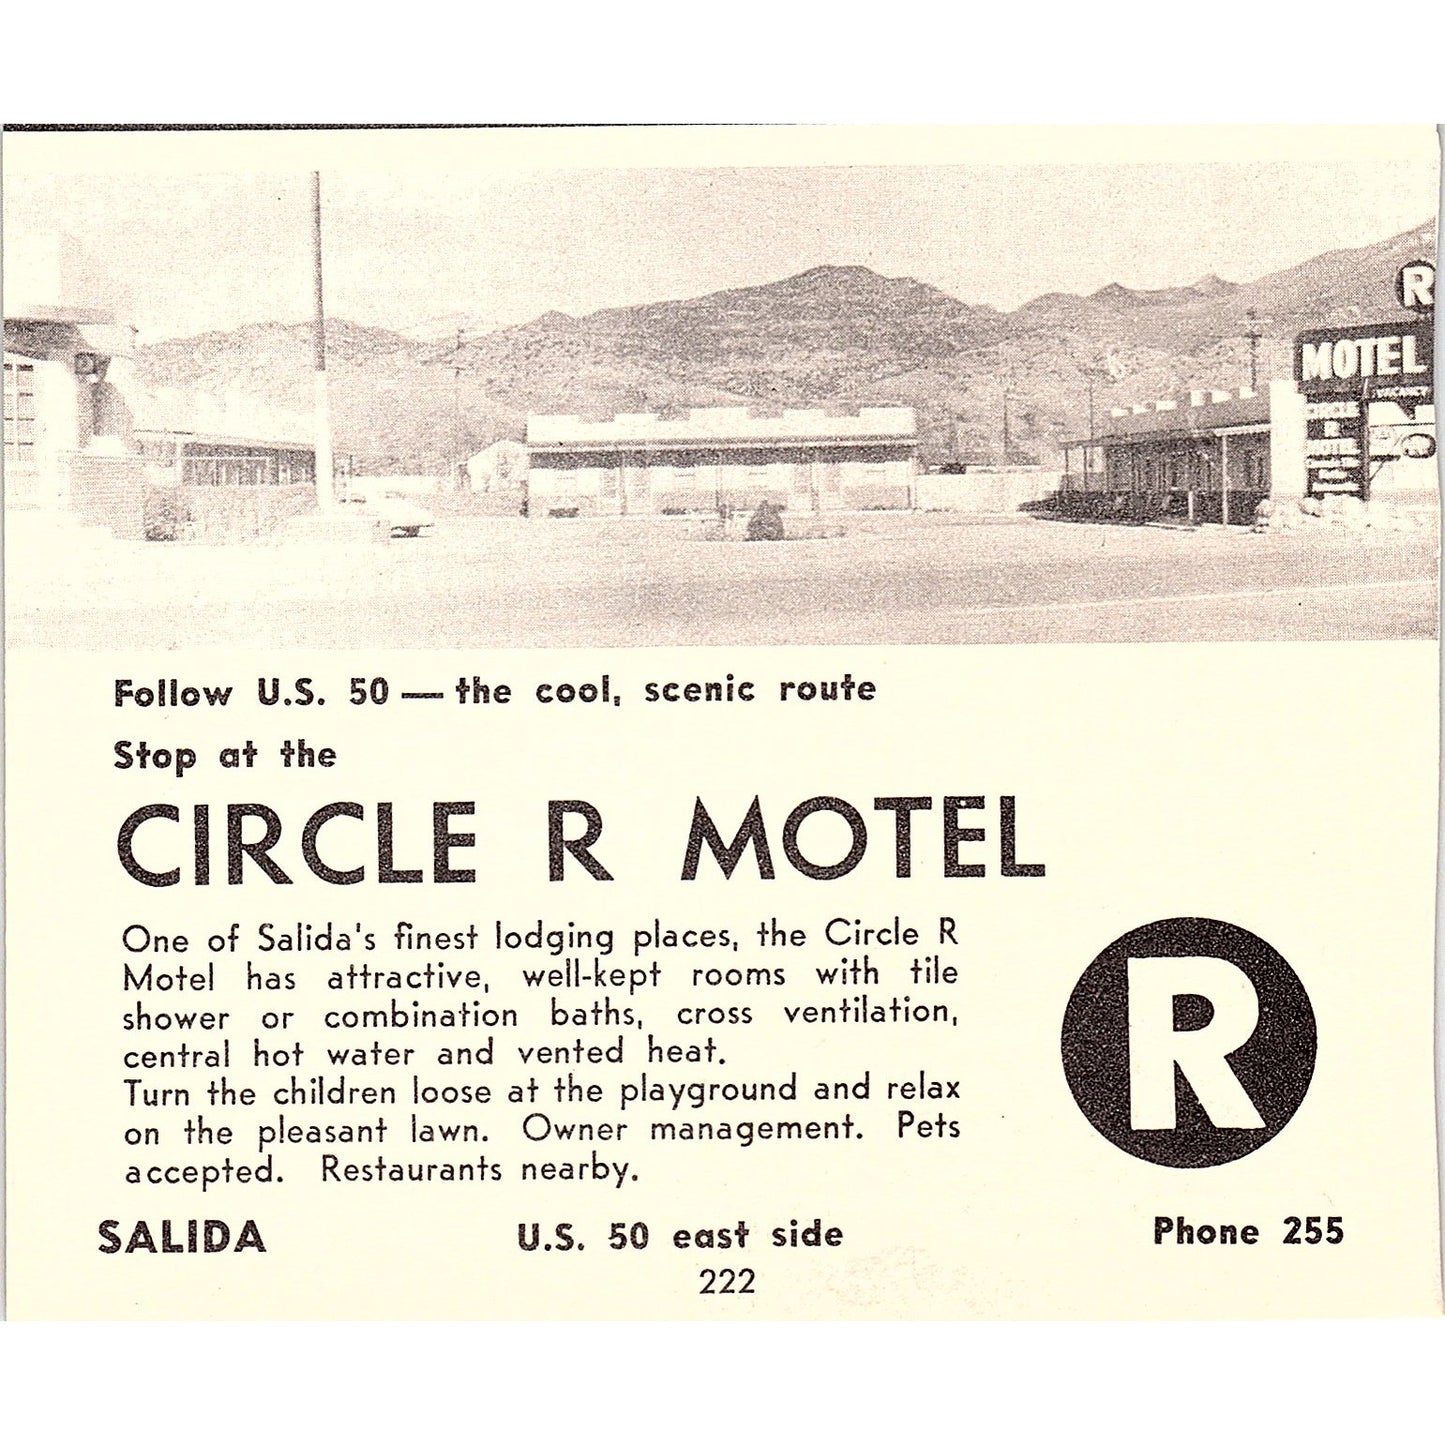 R
MOTEL
VACANCY
Follow U.S. 50 — the cool, scenic route
Stop at the
CIRCLE R MOTEL
One of Salida's finest lodging places, the Circle R
Motel has attractive, well-kept rooms with tile
shower or combination baths, cross ventilation,
central hot water and vented heat.
Turn the children loose at the playground and relax
on the pleasant lawn. Owner management. Pets
accepted. Restaurants nearby.
R
SALIDA U.S. 50 east side Phone 255
222